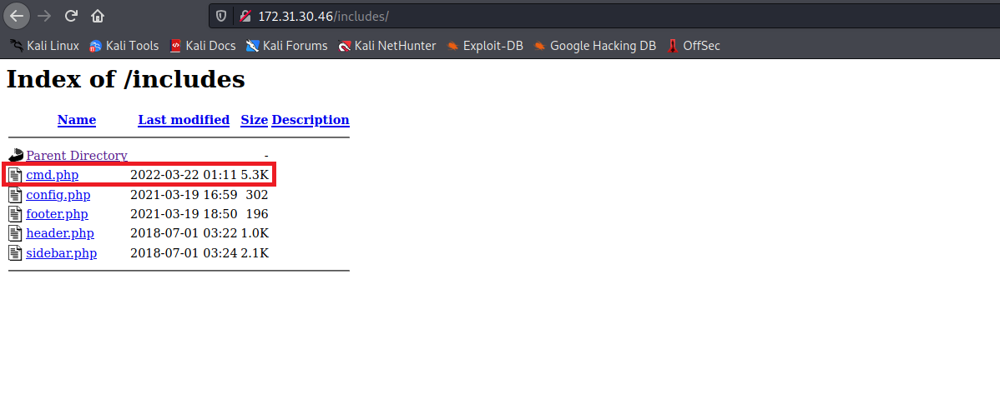 172.31.30.46/includes/
Kali Linux Kali Tools Kali Docs Kali Forums Kali NetHunter Exploit-DB Google Hacking DB OffSec
Index of /includes
Name Last modified Size Description
Parent Directory -
cmd.php 2022-03-22 01:11 5.3K
config.php 2021-03-19 16:59 302
footer.php 2021-03-19 18:50 196
header.php 2018-07-01 03:22 1.0K
sidebar.php 2018-07-01 03:24 2.1K